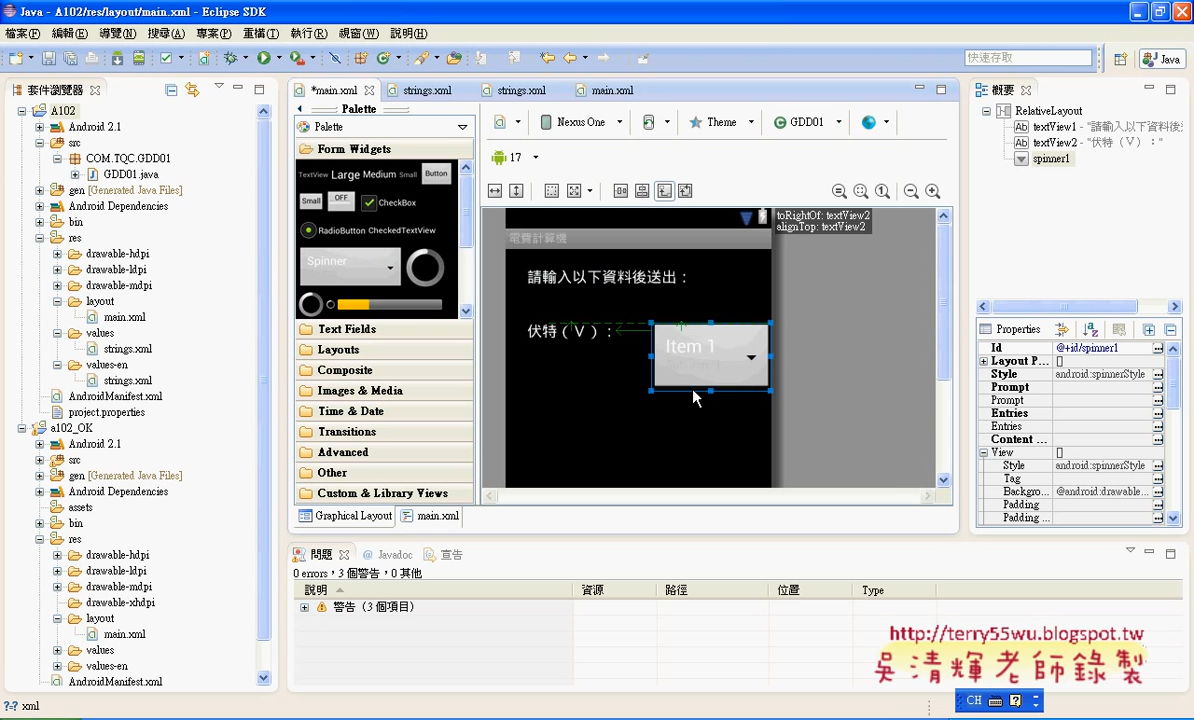 Java - A102/res/layout/main.xml - Eclipse SDK
檔案(F) 編輯(E) 導覽(N) 搜尋(A) 專案(P) 重構(T) 執行(R) 視窗(W) 說明(H)
快速存取
Java
套件瀏覽器
A102
Android 2.1
src
COM.TQC.GDD01
GDD01.java
gen [Generated Java Files]
Android Dependencies
bin
res
drawable-hdpi
drawable-ldpi
drawable-mdpi
layout
main.xml
values
strings.xml
values-en
strings.xml
AndroidManifest.xml
project.properties
a102_OK
Android 2.1
src
gen [Generated Java Files]
Android Dependencies
assets
bin
res
drawable-hdpi
drawable-ldpi
drawable-mdpi
drawable-xhdpi
layout
main.xml
values
values-en
AndroidManifest.xml
*main.xml
strings.xml
strings.xml
main.xml
Palette
Palette
Form Widgets
TextView Large Medium Small Button
Small OFF CheckBox
RadioButton CheckedTextView
Spinner
Text Fields
Layouts
Composite
Images & Media
Time & Date
Transitions
Advanced
Other
Custom & Library Views
Nexus One
Theme
GDD01
17
toRightOf: textView2
alignTop: textView2
電費計算機
請輸入以下資料後送出：
伏特（V）：
Item 1
Graphical Layout
main.xml
概要
RelativeLayout
textView1 - "請輸入以下資料後
textView2 - "伏特（V）："
spinner1
Properties
Id @+id/spinner1
Layout P... []
Style android:spinnerStyle
Prompt
Prompt
Entries
Entries
Content ...
View []
Style android:spinnerStyle
Tag
Backgro... @android:drawable...
Padding
Padding ...
問題
@ Javadoc
宣告
0 errors，3 個警告，0 其他
說明 資源 路徑 位置 Type
警告（3 個項目）
http://terry55wu.blogspot.tw
吳清輝老師錄製
xml
CH